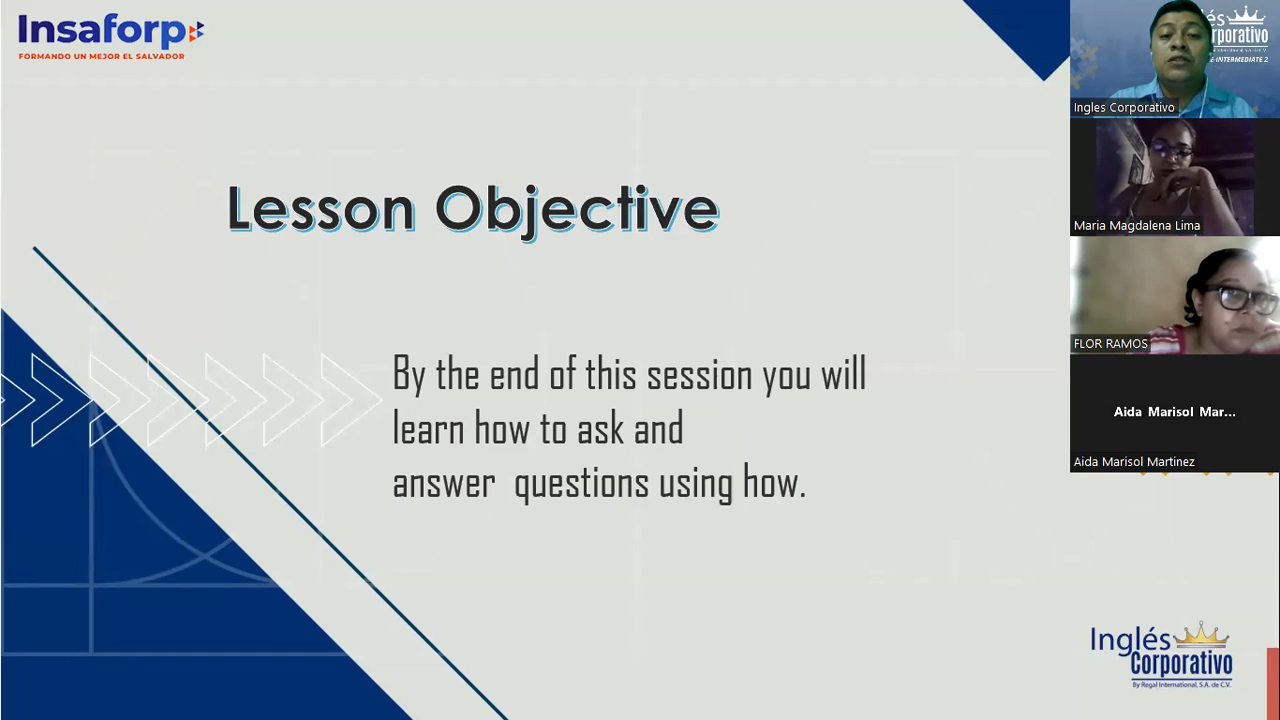 Insaforp
FORMANDO UN MEJOR EL SALVADOR
Lesson Objective
By the end of this session you will
learn how to ask and
answer questions using how.
Ingles Corporativo
Maria Magdalena Lima
FLOR RAMOS
Aida Marisol Mar...
Aida Marisol Martinez
Inglés
Corporativo
By Regal International, S.A. de C.V.